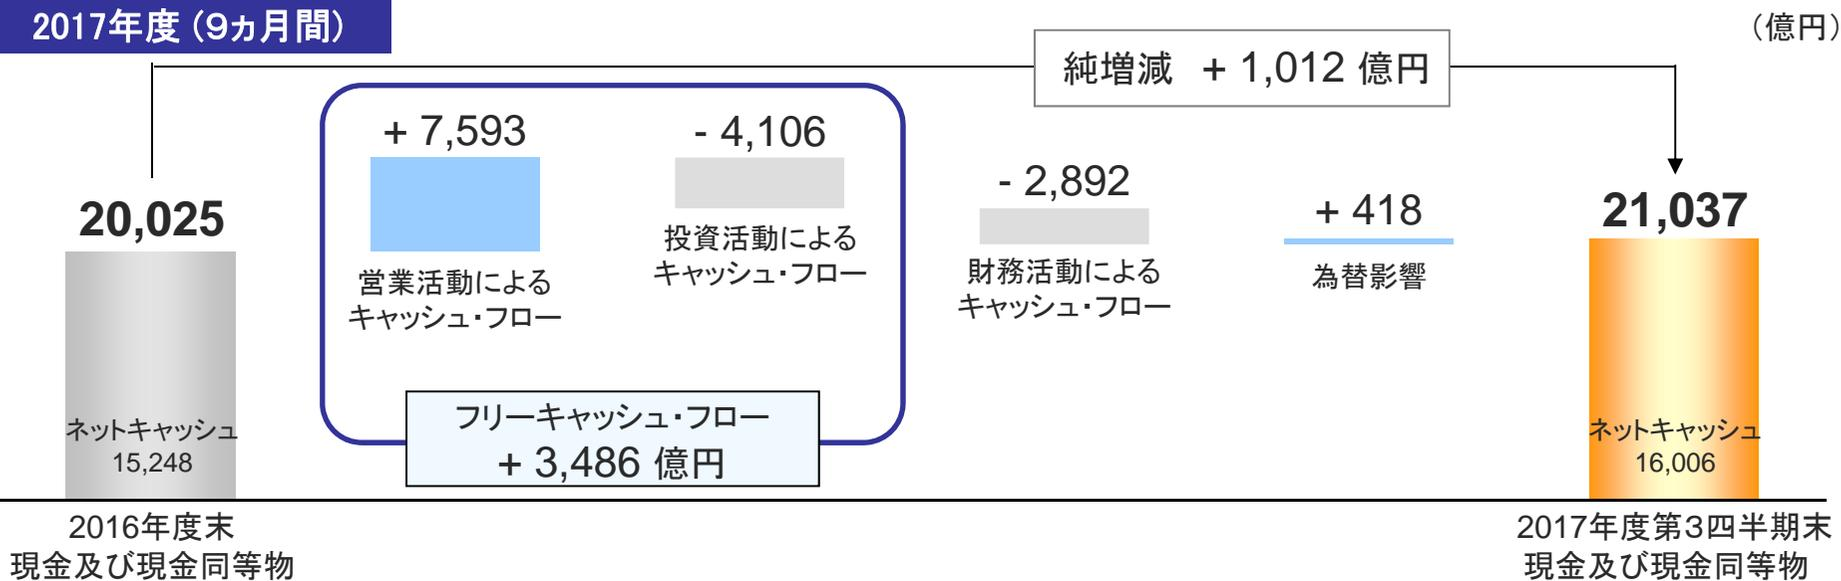 2017年度 (9ヵ月間)
(億円)
純増減 + 1,012 億円
+ 7,593
- 4,106
- 2,892
+ 418
20,025
21,037
営業活動による
キャッシュ・フロー
投資活動による
キャッシュ・フロー
財務活動による
キャッシュ・フロー
為替影響
フリーキャッシュ・フロー
+ 3,486 億円
ネットキャッシュ
15,248
ネットキャッシュ
16,006
2016年度末
現金及び現金同等物
2017年度第3四半期末
現金及び現金同等物